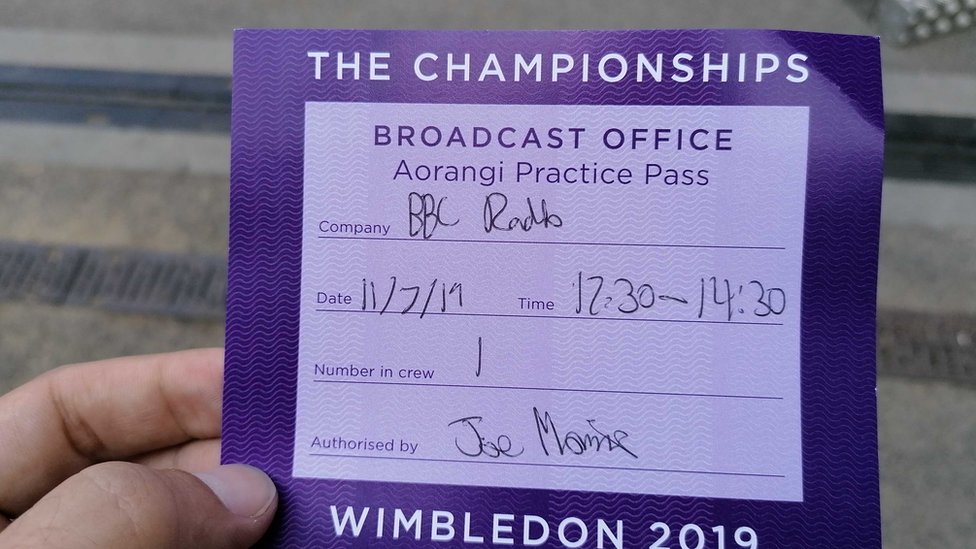 THE CHAMPIONSHIPS
BROADCAST OFFICE
Aorangi Practice Pass
Company BBC Radio
Date 11/7/19 Time 12:30-14:30
Number in crew 1
Authorised by Joe
WIMBLEDON 2019